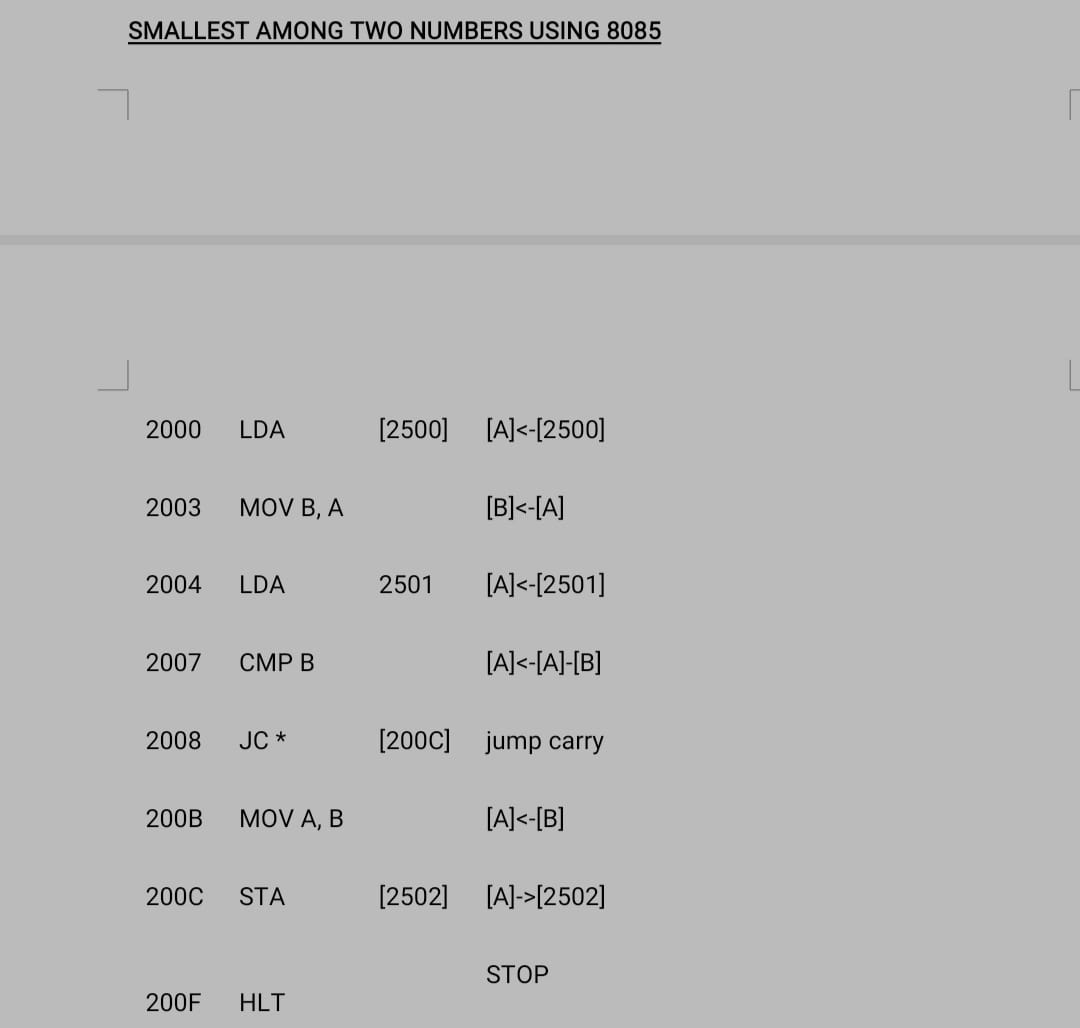 SMALLEST AMONG TWO NUMBERS USING 8085
2000 LDA [2500] [A]<-[2500]
2003 MOV B, A [B]<-[A]
2004 LDA 2501 [A]<-[2501]
2007 CMP B [A]<-[A]-[B]
2008 JC * [200C] jump carry
200B MOV A, B [A]<-[B]
200C STA [2502] [A]->[2502]
STOP
200F HLT